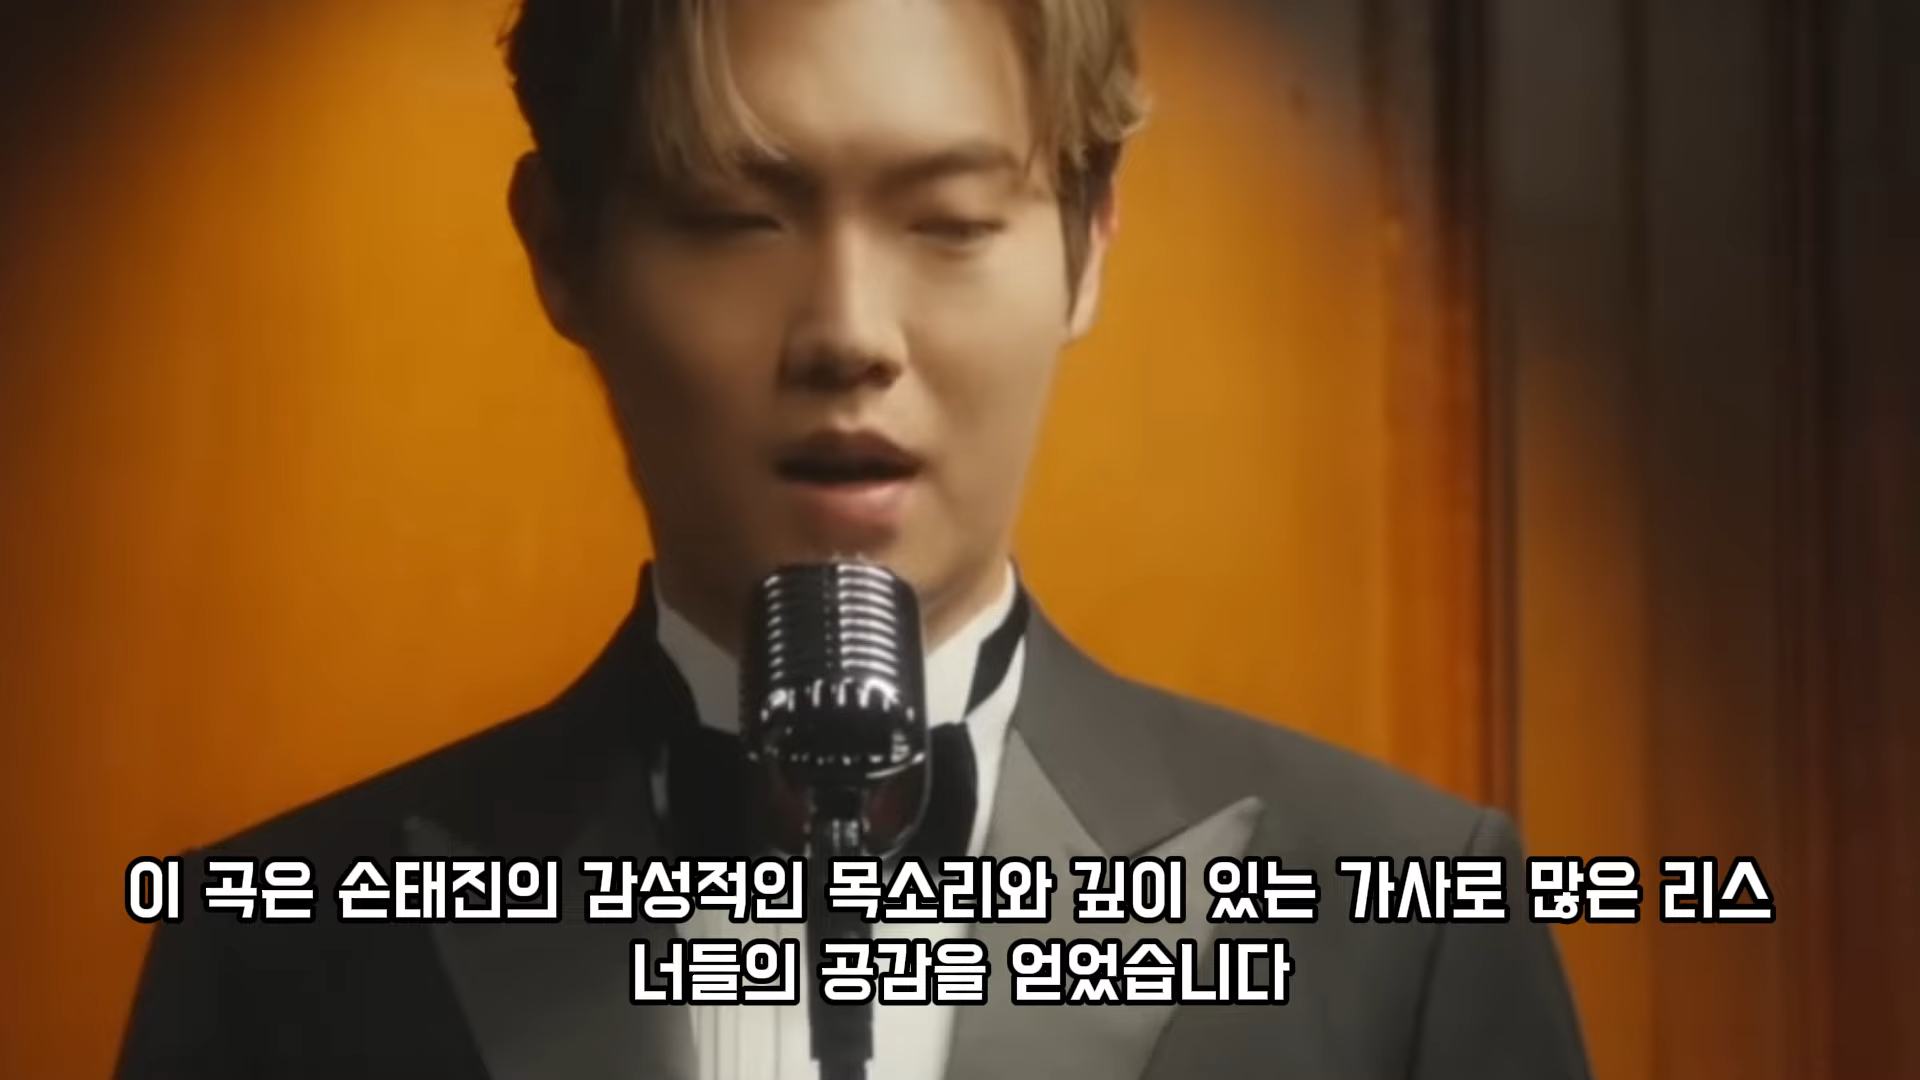 이 곡은 손태진의 감성적인 목소리와 깊이 있는 가사로 많은 리스
너들의 공감을 얻었습니다